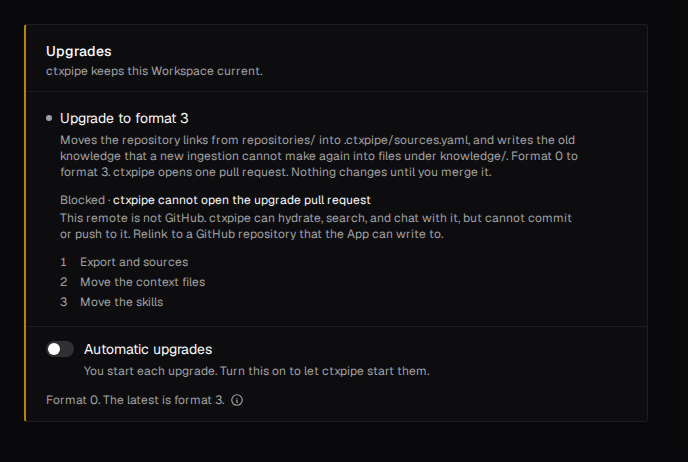 Upgrades
ctxpipe keeps this Workspace current.
Upgrade to format 3
Moves the repository links from repositories/ into .ctxpipe/sources.yaml, and writes the old
knowledge that a new ingestion cannot make again into files under knowledge/. Format 0 to
format 3. ctxpipe opens one pull request. Nothing changes until you merge it.
Blocked · ctxpipe cannot open the upgrade pull request
This remote is not GitHub. ctxpipe can hydrate, search, and chat with it, but cannot commit
or push to it. Relink to a GitHub repository that the App can write to.
1 Export and sources
2 Move the context files
3 Move the skills
Automatic upgrades
You start each upgrade. Turn this on to let ctxpipe start them.
Format 0. The latest is format 3.